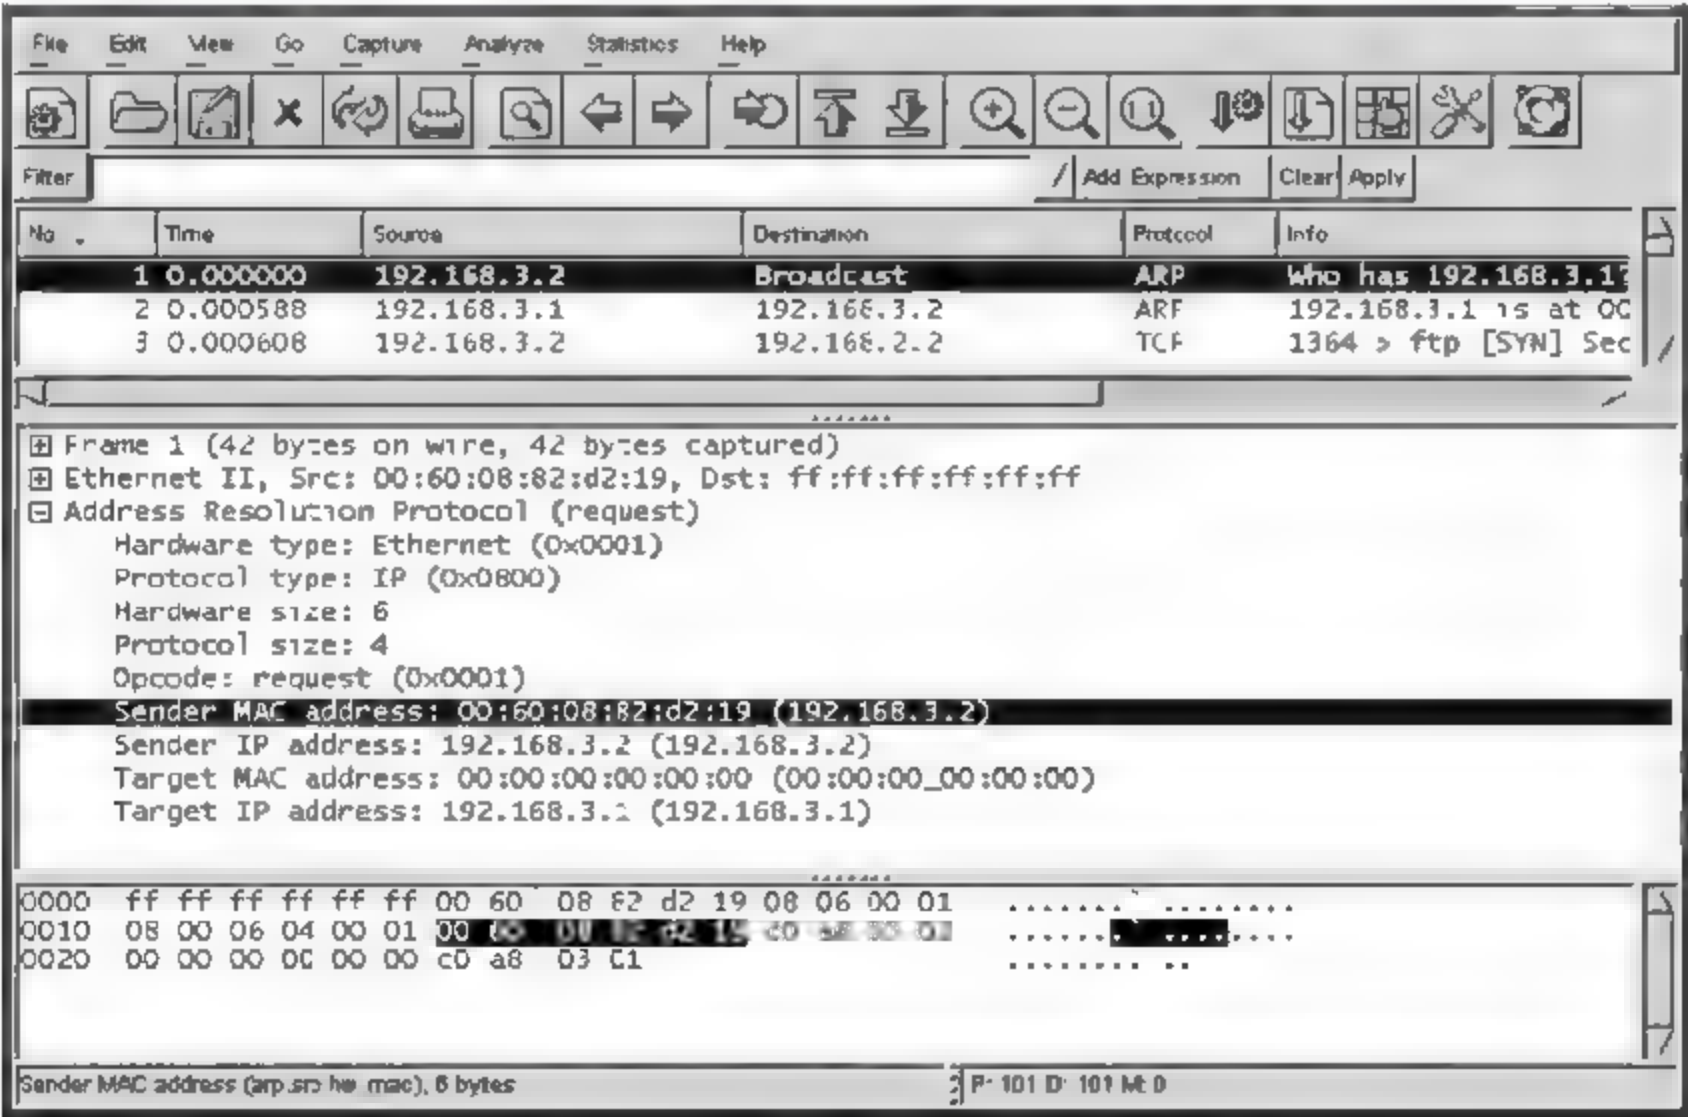 File Edit View Go Capture Analyze Statistics Help
Filter / Add Expression Clear Apply
No. Time Source Destination Protocol Info
1 0.000000 192.168.3.2 Broadcast ARP Who has 192.168.3.1?
2 0.000588 192.168.3.1 192.168.3.2 ARP 192.168.3.1 is at 00
3 0.000608 192.168.3.2 192.168.2.2 TCP 1364 > ftp [SYN] Sec
Frame 1 (42 bytes on wire, 42 bytes captured)
Ethernet II, Src: 00:60:08:82:d2:19, Dst: ff:ff:ff:ff:ff:ff
Address Resolution Protocol (request)
Hardware type: Ethernet (0x0001)
Protocol type: IP (0x0800)
Hardware size: 6
Protocol size: 4
Opcode: request (0x0001)
Sender MAC address: 00:60:08:82:d2:19 (192.168.3.2)
Sender IP address: 192.168.3.2 (192.168.3.2)
Target MAC address: 00:00:00:00:00:00 (00:00:00_00:00:00)
Target IP address: 192.168.3.1 (192.168.3.1)
0000 ff ff ff ff ff ff 00 60 08 82 d2 19 08 06 00 01
0010 08 00 06 04 00 01 00 d2 c0
0020 00 00 00 00 00 00 c0 a8 03 01
Sender MAC address (arp.src.hw_mac), 6 bytes P: 101 D: 101 M: 0